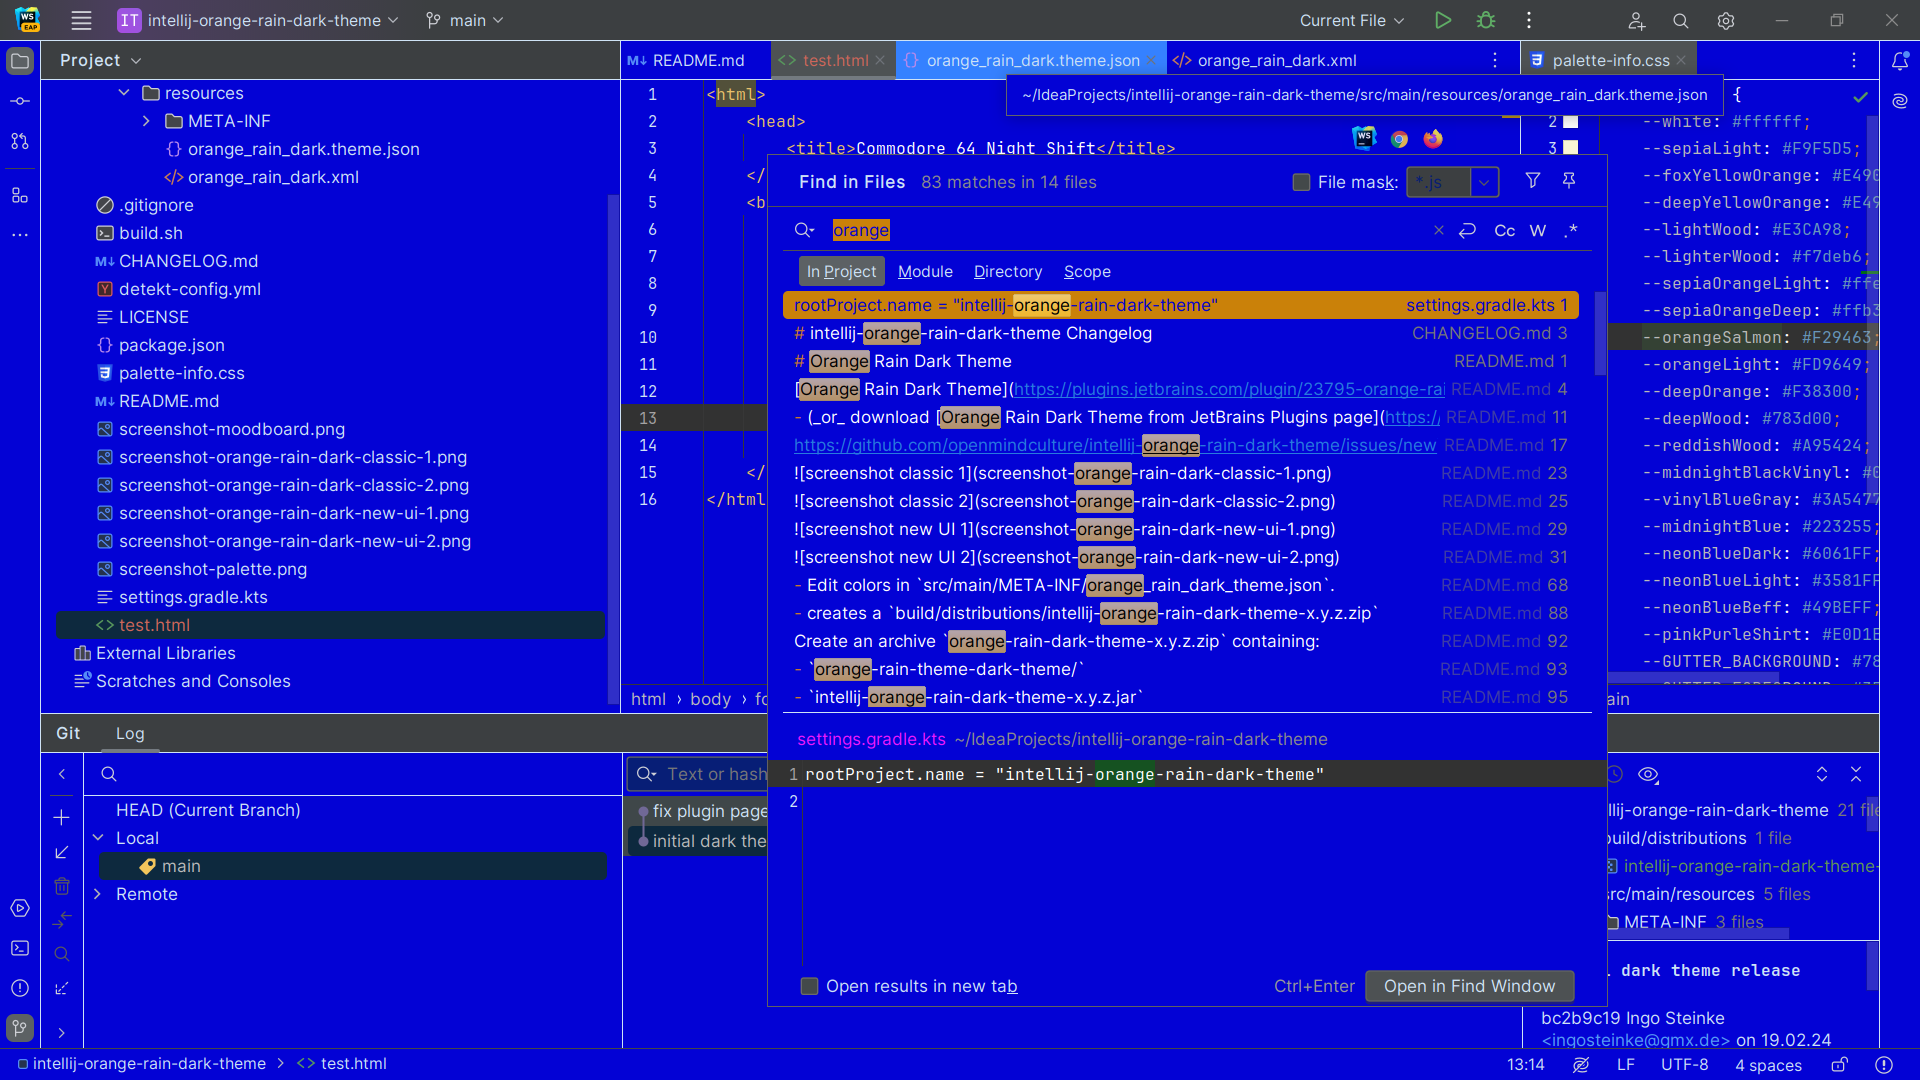 WS
EAP
IT intellij-orange-rain-dark-theme
main
Current File
Project
README.md
test.html
orange_rain_dark.theme.json
orange_rain_dark.xml
palette-info.css
~/IdeaProjects/intellij-orange-rain-dark-theme/src/main/resources/orange_rain_dark.theme.json
resources
META-INF
orange_rain_dark.theme.json
orange_rain_dark.xml
.gitignore
build.sh
CHANGELOG.md
detekt-config.yml
LICENSE
package.json
palette-info.css
README.md
screenshot-moodboard.png
screenshot-orange-rain-dark-classic-1.png
screenshot-orange-rain-dark-classic-2.png
screenshot-orange-rain-dark-new-ui-1.png
screenshot-orange-rain-dark-new-ui-2.png
screenshot-palette.png
settings.gradle.kts
test.html
External Libraries
Scratches and Consoles
1 <html>
2 <head>
3 <title>Commodore 64 Night Shift</title>
4 </
5 <b
6
7
8
9
10
11
12
13
14
15 </
16 </html
html › body › fo
Find in Files 83 matches in 14 files
File mask: *.js
orange
Cc W .*
In Project Module Directory Scope
rootProject.name = "intellij-orange-rain-dark-theme" settings.gradle.kts 1
# intellij-orange-rain-dark-theme Changelog CHANGELOG.md 3
# Orange Rain Dark Theme README.md 1
[Orange Rain Dark Theme](https://plugins.jetbrains.com/plugin/23795-orange-rai README.md 4
- (_or_ download [Orange Rain Dark Theme from JetBrains Plugins page](https:/ README.md 11
https://github.com/openmindculture/intellij-orange-rain-dark-theme/issues/new README.md 17
![screenshot classic 1](screenshot-orange-rain-dark-classic-1.png) README.md 23
![screenshot classic 2](screenshot-orange-rain-dark-classic-2.png) README.md 25
![screenshot new UI 1](screenshot-orange-rain-dark-new-ui-1.png) README.md 29
![screenshot new UI 2](screenshot-orange-rain-dark-new-ui-2.png) README.md 31
- Edit colors in `src/main/META-INF/orange_rain_dark_theme.json`. README.md 68
- creates a `build/distributions/intellij-orange-rain-dark-theme-x.y.z.zip` README.md 88
Create an archive `orange-rain-dark-theme-x.y.z.zip` containing: README.md 92
- `orange-rain-theme-dark-theme/` README.md 93
- `intellij-orange-rain-dark-theme-x.y.z.jar` README.md 95
settings.gradle.kts ~/IdeaProjects/intellij-orange-rain-dark-theme
1 rootProject.name = "intellij-orange-rain-dark-theme"
2
Open results in new tab
Ctrl+Enter Open in Find Window
{
2 --white: #ffffff;
3 --sepiaLight: #F9F5D5;
--foxYellowOrange: #E490
--deepYellowOrange: #E49
--lightWood: #E3CA98;
--lighterWood: #f7deb6;
--sepiaOrangeLight: #ffe
--sepiaOrangeDeep: #ffb3
--orangeSalmon: #F29463;
--orangeLight: #FD9649;
--deepOrange: #F38300;
--deepWood: #783d00;
--reddishWood: #A95424;
--midnightBlackVinyl: #0
--vinylBlueGray: #3A5477
--midnightBlue: #223255;
--neonBlueDark: #6061FF;
--neonBlueLight: #3581FF
--neonBlueBeff: #49BEFF;
--pinkPurleShirt: #E0D1E
--GUTTER_BACKGROUND: #78
ain
Git Log
HEAD (Current Branch)
Local
main
Remote
Text or hash
fix plugin page
initial dark the
llij-orange-rain-dark-theme 21 file
build/distributions 1 file
intellij-orange-rain-dark-theme-
src/main/resources 5 files
META-INF 3 files
dark theme release
bc2b9c19 Ingo Steinke
<ingosteinke@gmx.de> on 19.02.24
intellij-orange-rain-dark-theme > test.html
13:14 LF UTF-8 4 spaces